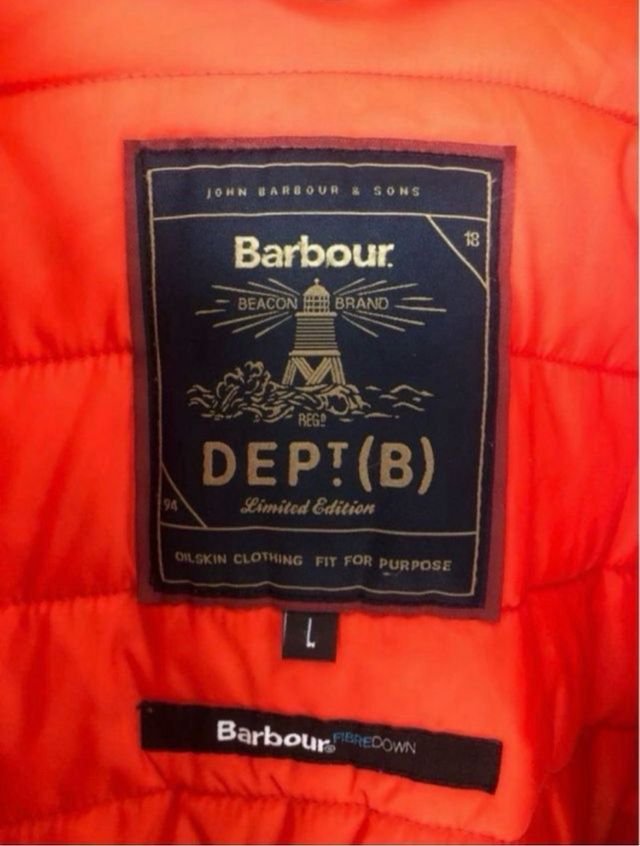 JOHN BARBOUR & SONS
18
Barbour.
BEACON BRAND
REGD
DEPT (B)
94
Limited Edition
OILSKIN CLOTHING FIT FOR PURPOSE
L
Barbour® FIBREDOWN